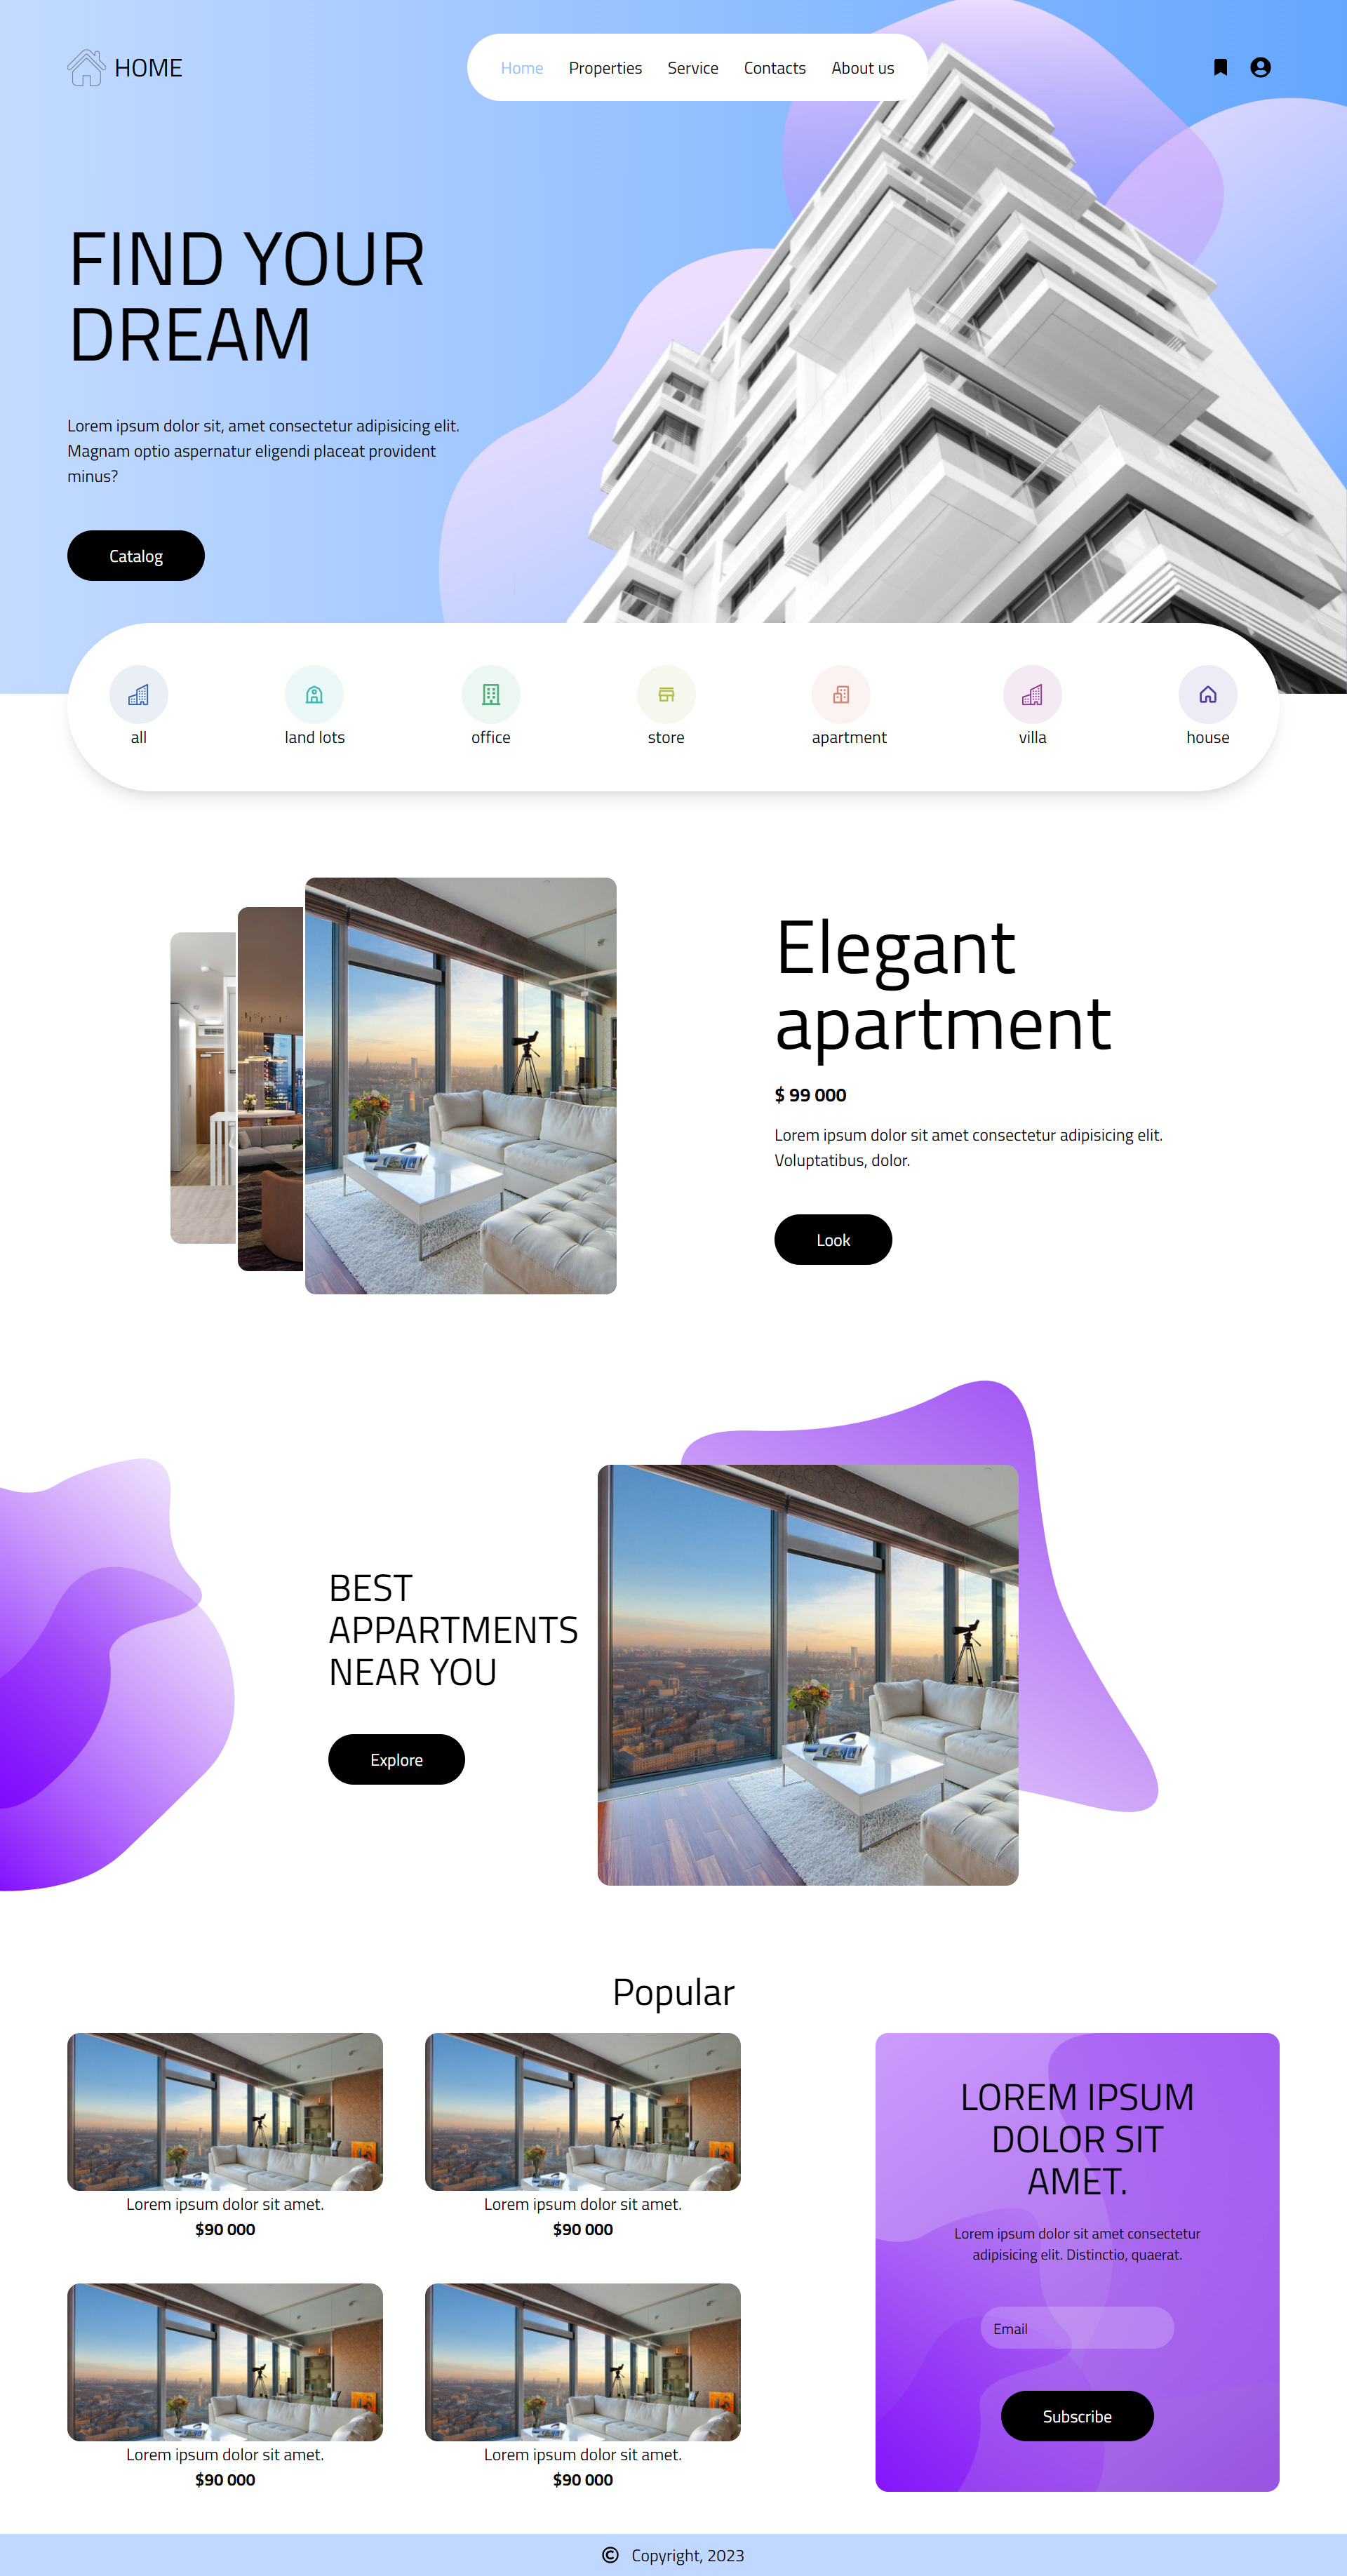 HOME
Home Properties Service Contacts About us
FIND YOUR
DREAM
Lorem ipsum dolor sit, amet consectetur adipisicing elit.
Magnam optio aspernatur eligendi placeat provident
minus?
Catalog
all land lots office store apartment villa house
Elegant
apartment
$ 99 000
Lorem ipsum dolor sit amet consectetur adipisicing elit.
Voluptatibus, dolor.
Look
BEST
APPARTMENTS
NEAR YOU
Explore
Popular
Lorem ipsum dolor sit amet.
$90 000
Lorem ipsum dolor sit amet.
$90 000
Lorem ipsum dolor sit amet.
$90 000
Lorem ipsum dolor sit amet.
$90 000
LOREM IPSUM
DOLOR SIT
AMET.
Lorem ipsum dolor sit amet consectetur
adipisicing elit. Distinctio, quaerat.
Email
Subscribe
© Copyright, 2023